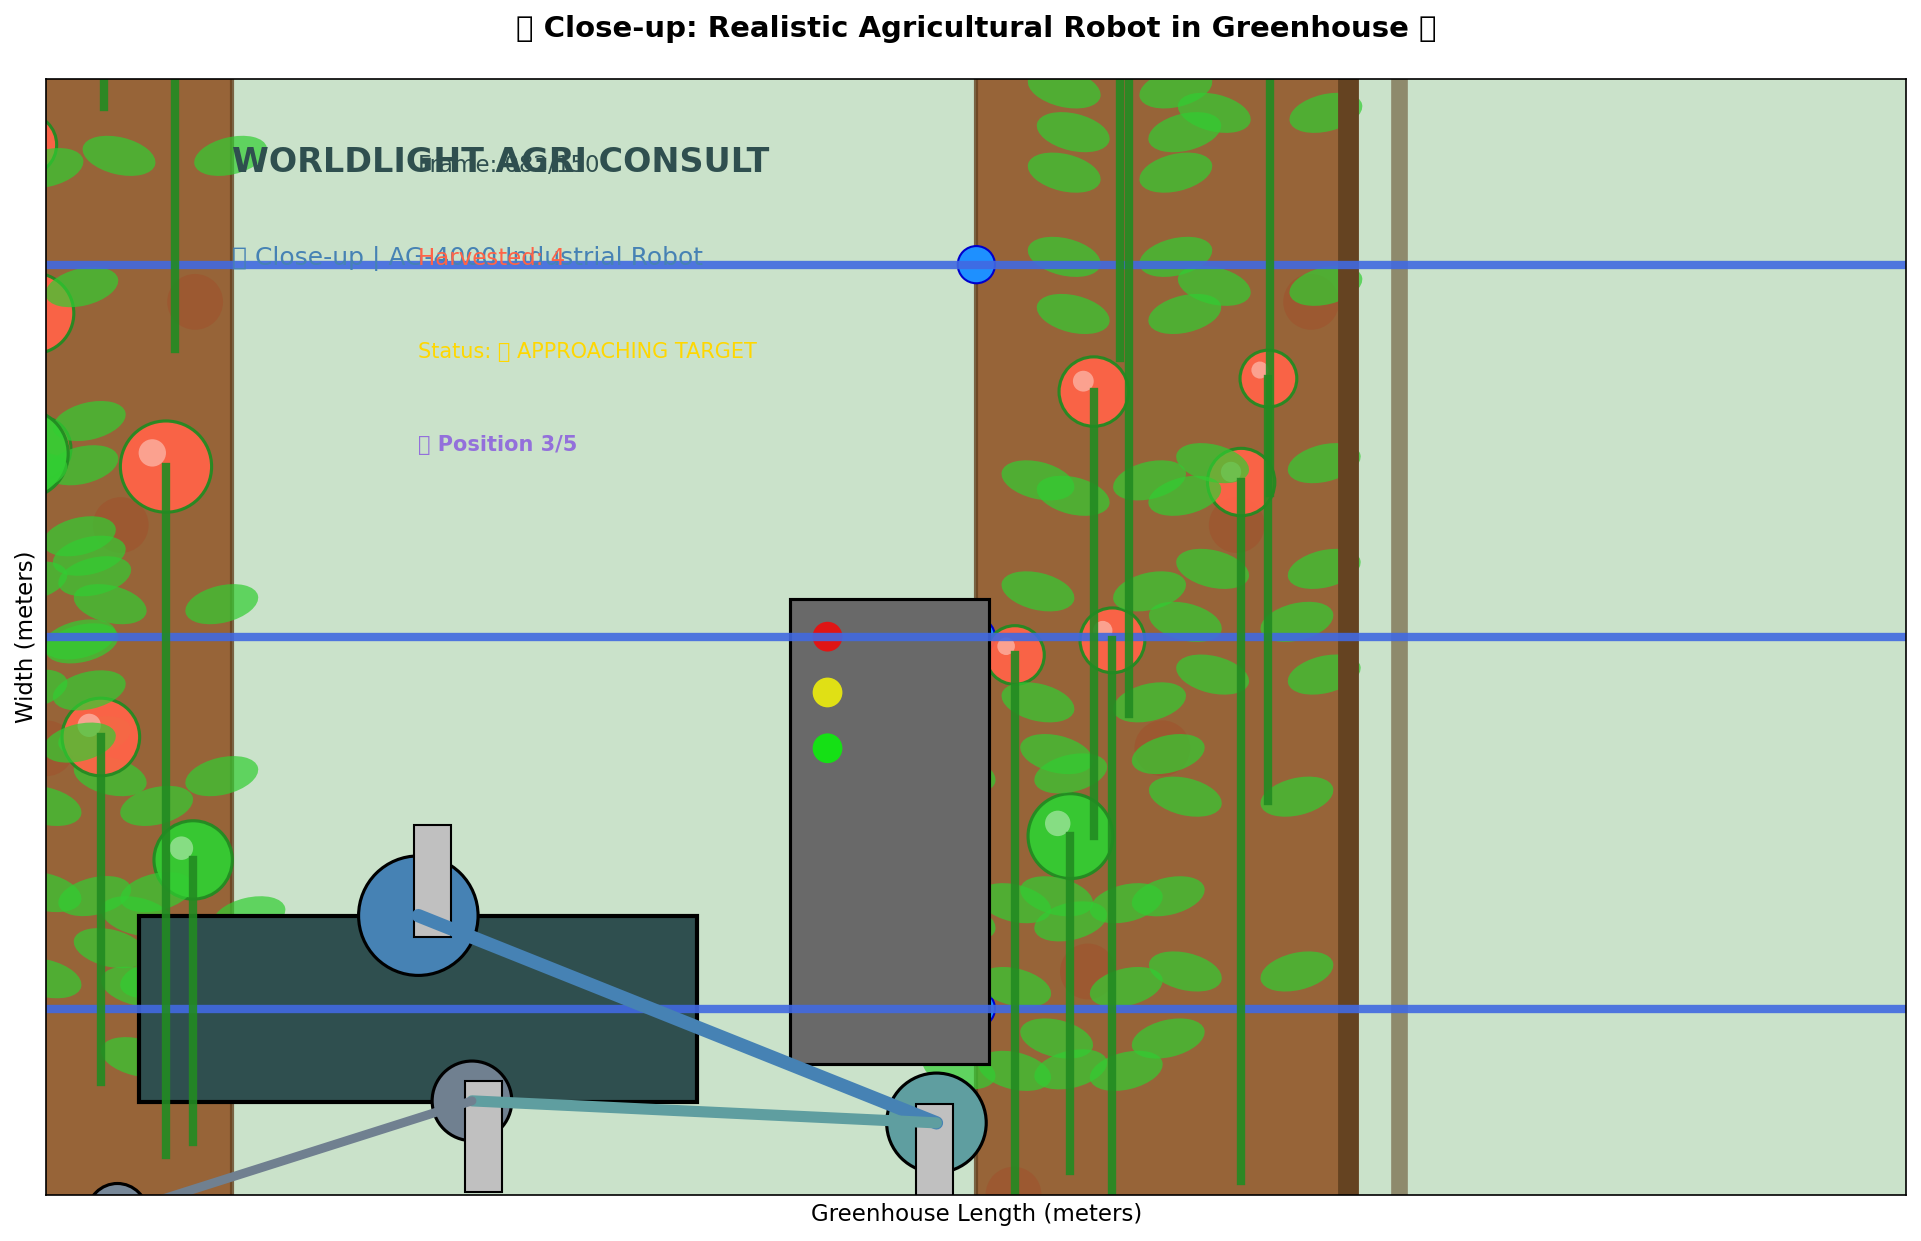 Close-up: Realistic Agricultural Robot in Greenhouse
WORLDLIGHT AGRI CONSULT
Frame: /150
Close-up | AG-4000 Industrial Robot
Harvested: 4
Status: APPROACHING TARGET
Position 3/5
Width (meters)
Greenhouse Length (meters)